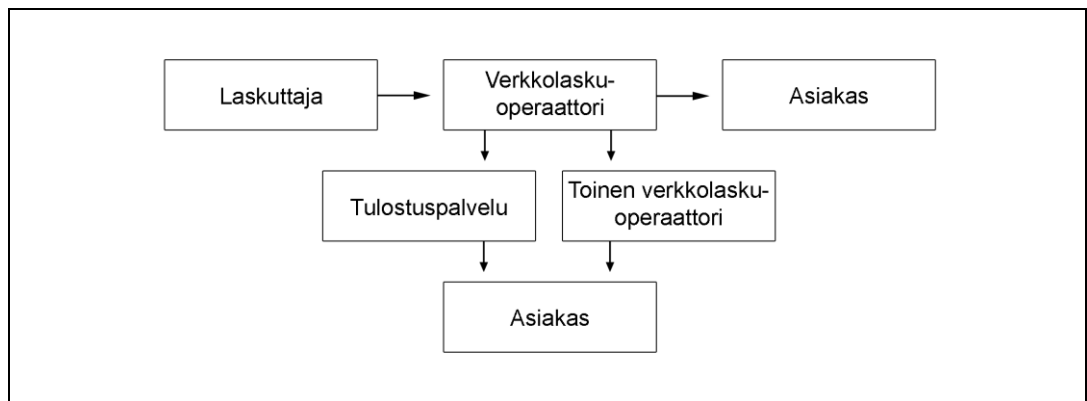 Laskuttaja
Verkkolasku-
operaattori
Asiakas
Tulostuspalvelu
Toinen verkkolasku-
operaattori
Asiakas